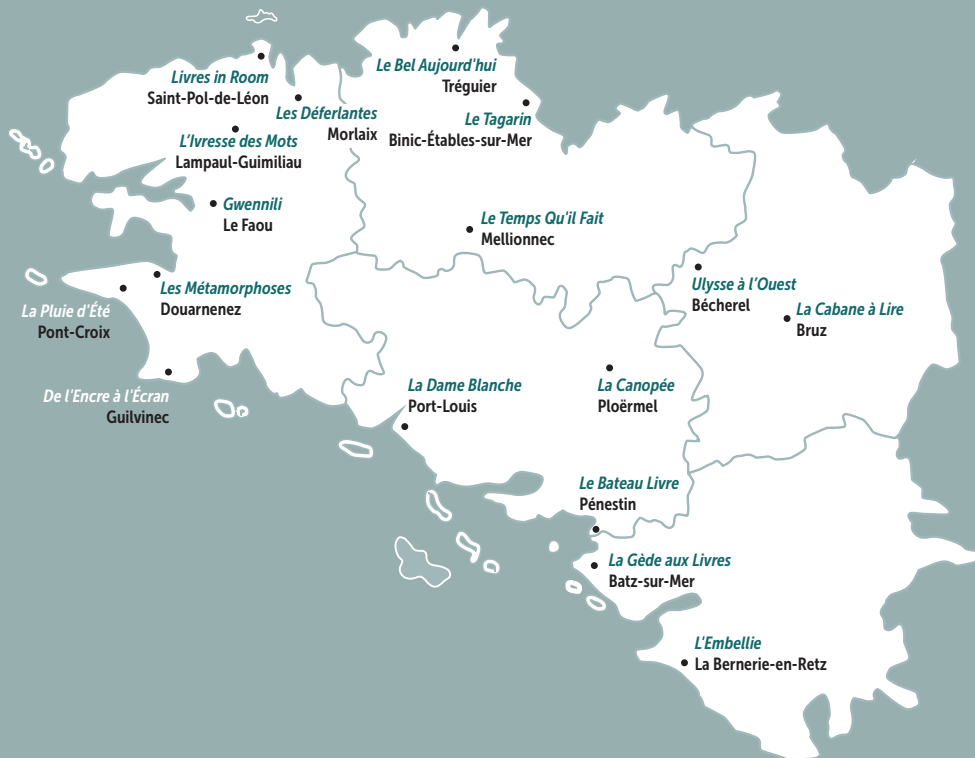 Livres in Room
Saint-Pol-de-Léon
Le Bel Aujourd'hui
Tréguier
Les Déferlantes
Morlaix
Le Tagarin
Binic-Étables-sur-Mer
L'Ivresse des Mots
Lampaul-Guimiliau
Gwennili
Le Faou
Le Temps Qu'il Fait
Mellionnec
Les Métamorphoses
Douarnenez
La Pluie d'Été
Pont-Croix
Ulysse à l'Ouest
Bécherel
La Cabane à Lire
Bruz
De l'Encre à l'Écran
Guilvinec
La Dame Blanche
Port-Louis
La Canopée
Ploërmel
Le Bateau Livre
Pénestin
La Gède aux Livres
Batz-sur-Mer
L'Embellie
La Bernerie-en-Retz